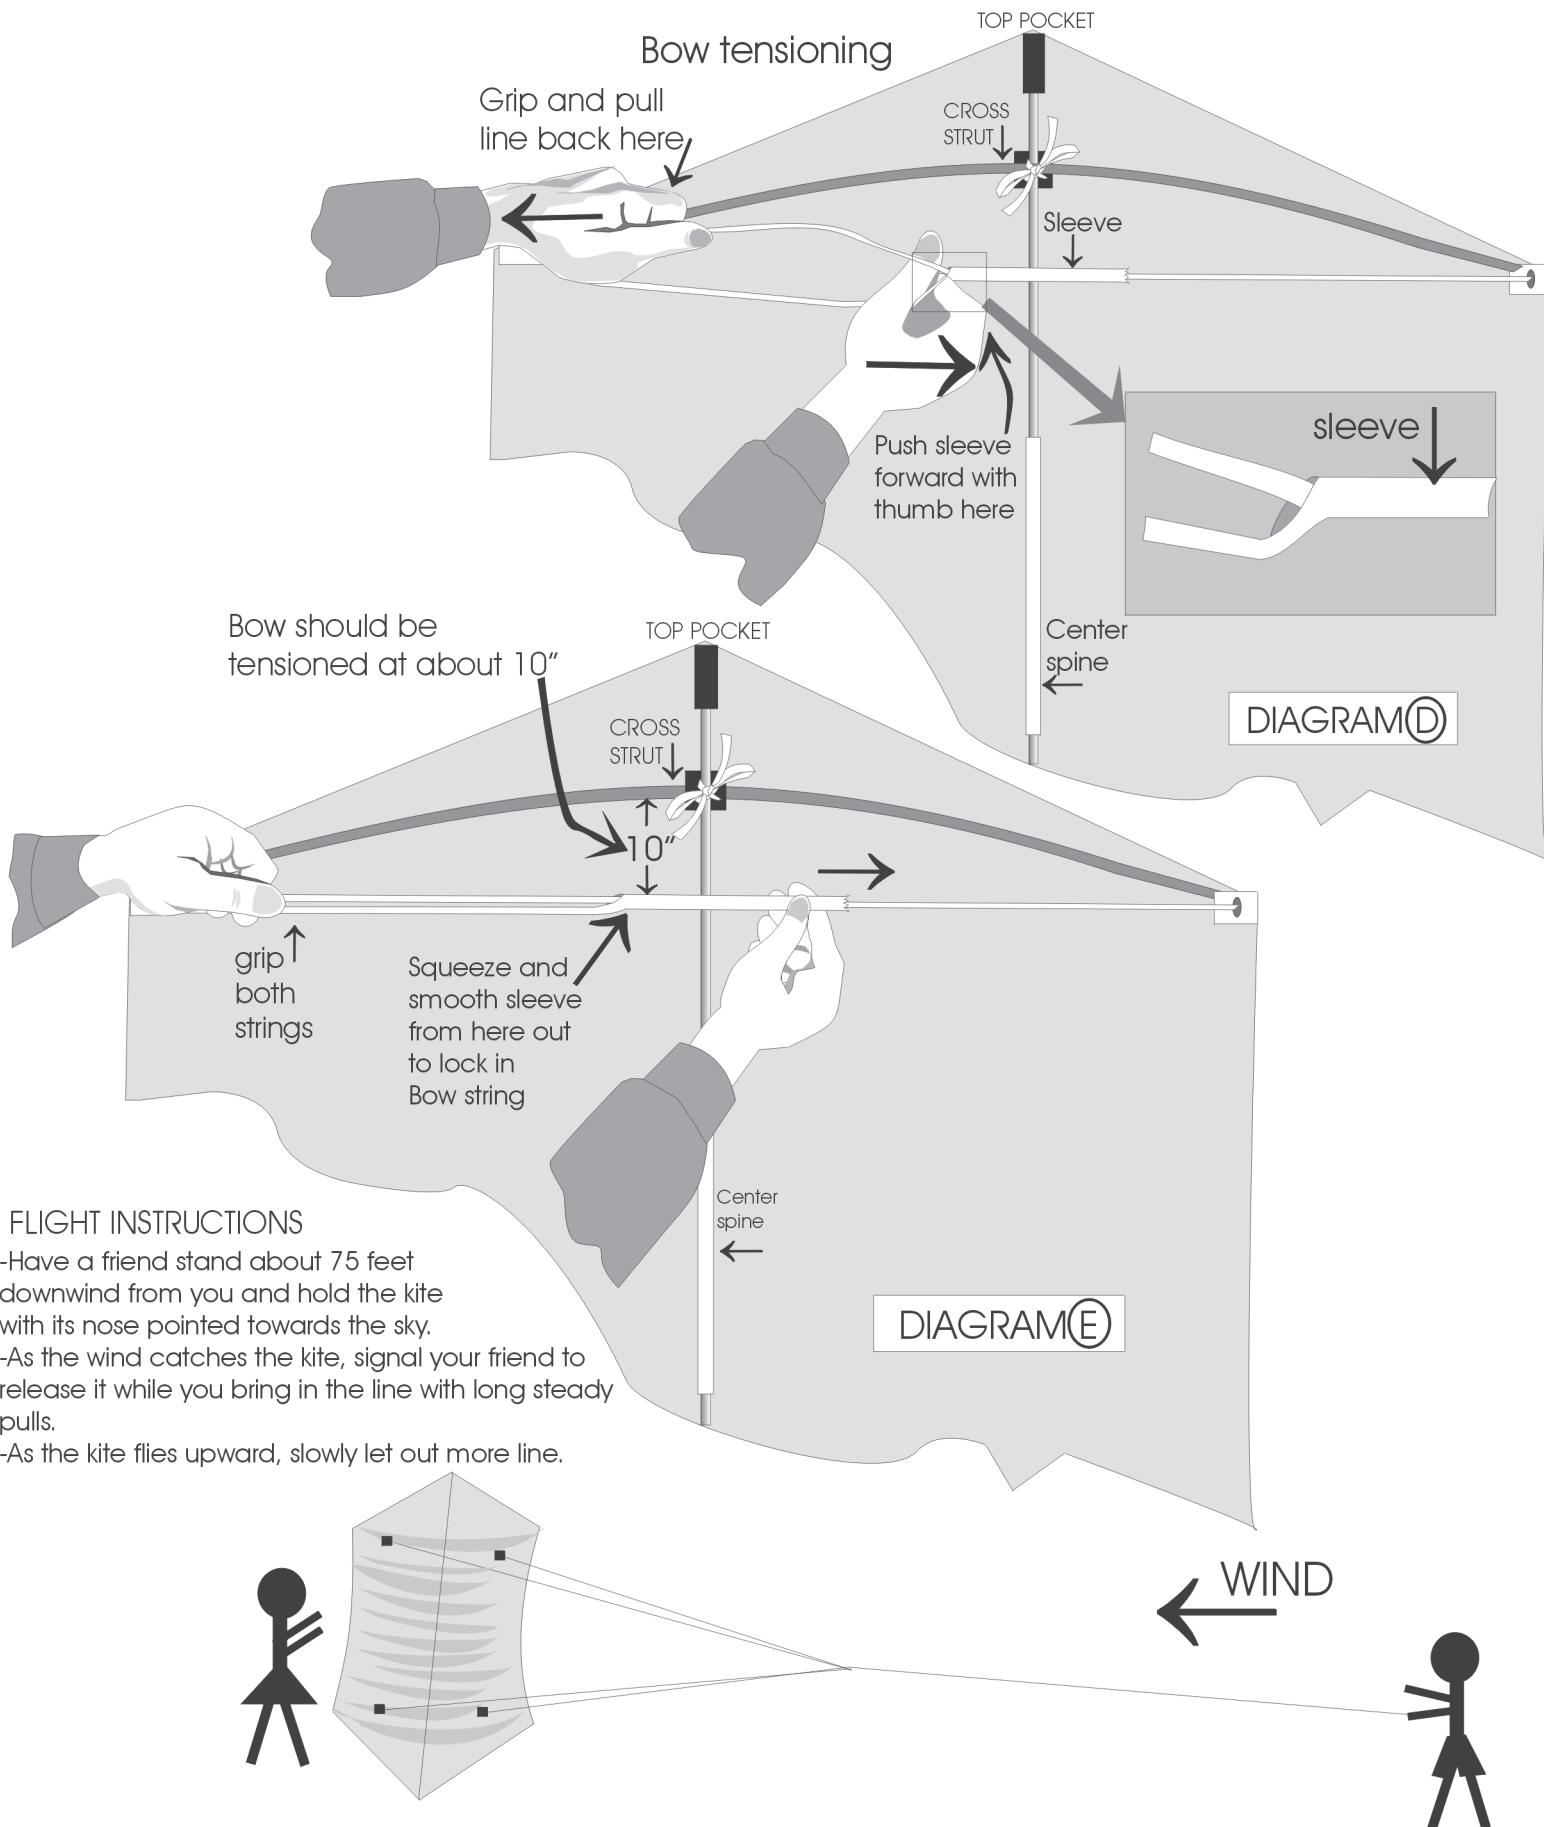 TOP POCKET
Bow tensioning
Grip and pull
line back here
CROSS
STRUT
Sleeve
sleeve
Push sleeve
forward with
thumb here
Center
spine
DIAGRAM D
Bow should be
tensioned at about 10”
TOP POCKET
CROSS
STRUT
10”
grip
both
strings
Squeeze and
smooth sleeve
from here out
to lock in
Bow string
Center
spine
DIAGRAM E
FLIGHT INSTRUCTIONS
-Have a friend stand about 75 feet
downwind from you and hold the kite
with its nose pointed towards the sky.
-As the wind catches the kite, signal your friend to
release it while you bring in the line with long steady
pulls.
-As the kite flies upward, slowly let out more line.
WIND